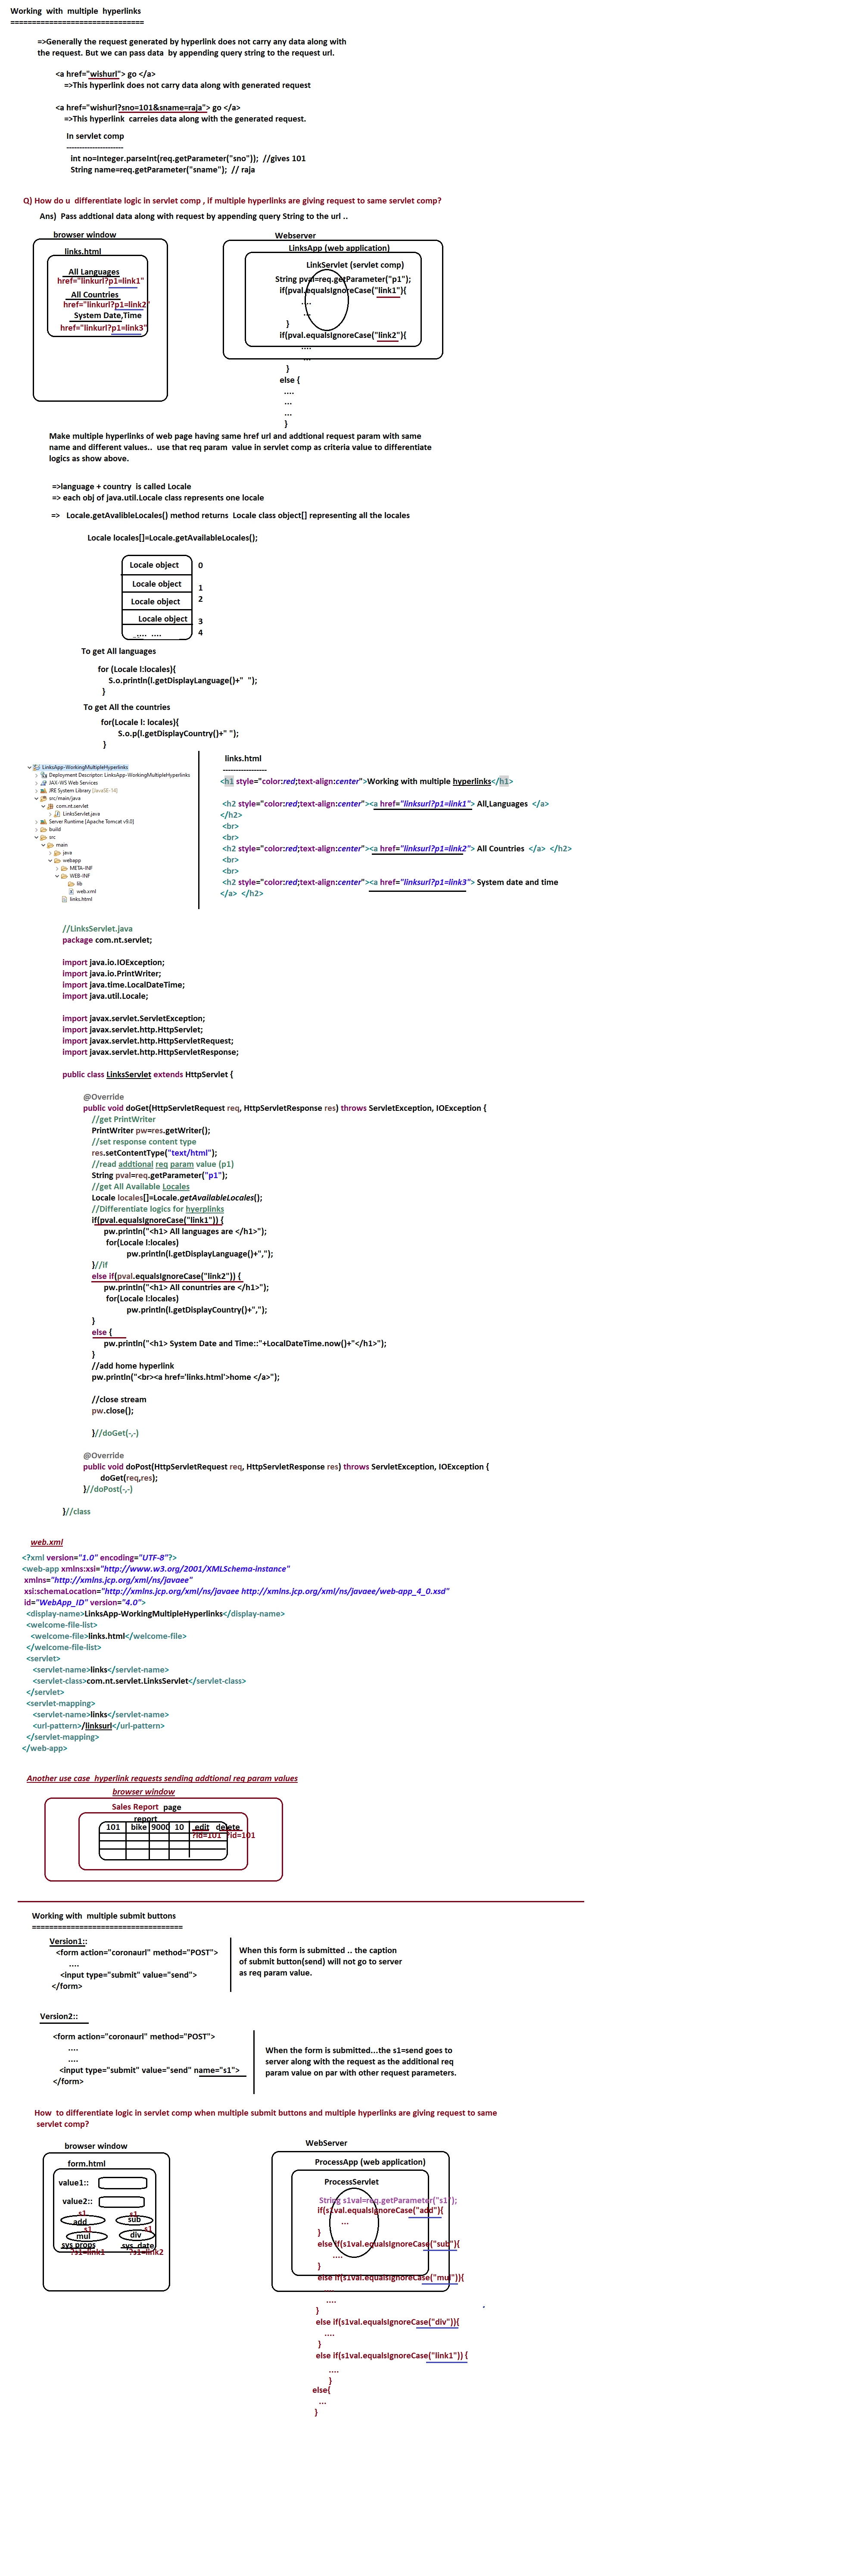 Working  with  multiple  hyperlinks
===============================
=>Generally the request generated by hyperlink does not carry any data along with
the request. But we can pass data  by appending query string to the request url.
<a href="wishurl"> go </a>
=>This hyperlink does not carry data along with generated request
<a href="wishurl?sno=101&sname=raja"> go </a>
=>This hyperlink  carreies data along with the generated request.
In servlet comp
----------------------
int no=Integer.parseInt(req.getParameter("sno"));  //gives 101
String name=req.getParameter("sname");  // raja
Q) How do u  differentiate logic in servlet comp , if multiple hyperlinks are giving request to same servlet comp?
Ans)  Pass addtional data along with request by appending query String to the url ..
browser window
links.html
All Languages
href="linkurl?p1=link1"
All Countries
href="linkurl?p1=link2"
System Date,Time
href="linkurl?p1=link3"
Webserver
LinksApp (web application)
LinkServlet (servlet comp)
String pval=req.getParameter("p1");
if(pval.equalsIgnoreCase("link1"){
....
...
}
if(pval.equalsIgnoreCase("link2"){
....
...
}
else {
....
...
...
}
Make multiple hyperlinks of web page having same href url and addtional request param with same
name and different values..  use that req param  value in servlet comp as criteria value to differentiate
logics as show above.
=>language + country  is called Locale
=> each obj of java.util.Locale class represents one locale
=>   Locale.getAvalibleLocales() method returns  Locale class object[] representing all the locales
Locale locales[]=Locale.getAvailableLocales();
Locale object 0
Locale object 1
Locale object 2
Locale object 3
....  .... 4
To get All languages
for (Locale l:locales){
S.o.println(l.getDisplayLanguage()+"  ");
}
To get All the countries
for(Locale l: locales){
S.o.p(l.getDisplayCountry()+" ");
}
LinksApp-WorkingMultipleHyperlinks
Deployment Descriptor: LinksApp-WorkingMultipleHyperlinks
JAX-WS Web Services
JRE System Library [JavaSE-14]
src/main/java
com.nt.servlet
LinksServlet.java
Server Runtime [Apache Tomcat v9.0]
build
src
main
java
webapp
META-INF
WEB-INF
lib
web.xml
links.html
links.html
-----------------
<h1 style="color:red;text-align:center">Working with multiple hyperlinks</h1>
<h2 style="color:red;text-align:center"><a href="linksurl?p1=link1"> All,Languages  </a>
</h2>
<br>
<br>
<h2 style="color:red;text-align:center"><a href="linksurl?p1=link2"> All Countries  </a>  </h2>
<br>
<br>
<h2 style="color:red;text-align:center"><a href="linksurl?p1=link3"> System date and time
</a>  </h2>
//LinksServlet.java
package com.nt.servlet;
import java.io.IOException;
import java.io.PrintWriter;
import java.time.LocalDateTime;
import java.util.Locale;
import javax.servlet.ServletException;
import javax.servlet.http.HttpServlet;
import javax.servlet.http.HttpServletRequest;
import javax.servlet.http.HttpServletResponse;
public class LinksServlet extends HttpServlet {
@Override
public void doGet(HttpServletRequest req, HttpServletResponse res) throws ServletException, IOException {
//get PrintWriter
PrintWriter pw=res.getWriter();
//set response content type
res.setContentType("text/html");
//read addtional req param value (p1)
String pval=req.getParameter("p1");
//get All Available Locales
Locale locales[]=Locale.getAvailableLocales();
//Differentiate logics for hyerplinks
if(pval.equalsIgnoreCase("link1")) {
pw.println("<h1> All languages are </h1>");
for(Locale l:locales)
pw.println(l.getDisplayLanguage()+",");
}//if
else if(pval.equalsIgnoreCase("link2")) {
pw.println("<h1> All conuntries are </h1>");
for(Locale l:locales)
pw.println(l.getDisplayCountry()+",");
}
else {
pw.println("<h1> System Date and Time::"+LocalDateTime.now()+"</h1>");
}
//add home hyperlink
pw.println("<br><a href='links.html'>home </a>");
//close stream
pw.close();
}//doGet(-,-)
@Override
public void doPost(HttpServletRequest req, HttpServletResponse res) throws ServletException, IOException {
doGet(req,res);
}//doPost(-,-)
}//class
web.xml
<?xml version="1.0" encoding="UTF-8"?>
<web-app xmlns:xsi="http://www.w3.org/2001/XMLSchema-instance"
xmlns="http://xmlns.jcp.org/xml/ns/javaee"
xsi:schemaLocation="http://xmlns.jcp.org/xml/ns/javaee http://xmlns.jcp.org/xml/ns/javaee/web-app_4_0.xsd"
id="WebApp_ID" version="4.0">
<display-name>LinksApp-WorkingMultipleHyperlinks</display-name>
<welcome-file-list>
<welcome-file>links.html</welcome-file>
</welcome-file-list>
<servlet>
<servlet-name>links</servlet-name>
<servlet-class>com.nt.servlet.LinksServlet</servlet-class>
</servlet>
<servlet-mapping>
<servlet-name>links</servlet-name>
<url-pattern>/linksurl</url-pattern>
</servlet-mapping>
</web-app>
Another use case  hyperlink requests sending addtional req param values
browser window
Sales Report  page
report
101 bike 9000 10 edit delete
?id=101 ?id=101
Working with  multiple submit buttons
===================================
Version1::
<form action="coronaurl" method="POST">
....
<input type="submit" value="send">
</form>
When this form is submitted .. the caption
of submit button(send) will not go to server
as req param value.
Version2::
<form action="coronaurl" method="POST">
....
....
<input type="submit" value="send" name="s1">
</form>
When the form is submitted...the s1=send goes to
server along with the request as the additional req
param value on par with other request parameters.
How  to differentiate logic in servlet comp when multiple submit buttons and multiple hyperlinks are giving request to same
servlet comp?
browser window
form.html
value1::
value2::
s1 s1
add sub
s1 s1
mul div
sys props sys_date
?s1=link1 ?s1=link2
WebServer
ProcessApp (web application)
ProcessServlet
String s1val=req.getParameter("s1");
if(s1val.equalsIgnoreCase("add"){
...
}
else if(s1val.equalsIgnoreCase("sub"){
....
}
else if(s1val.equalsIgnoreCase("mul")){
....
}
else if(s1val.equalsIgnoreCase("div")){
....
}
else if(s1val.equalsIgnoreCase("link1")) {
....
}
else{
...
}